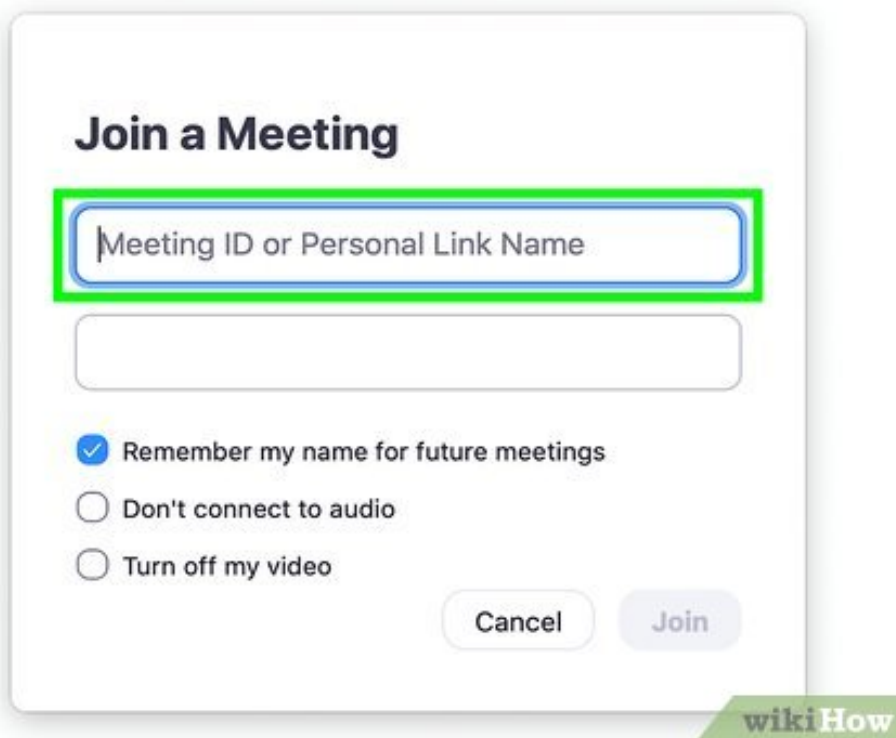 Join a Meeting
Meeting ID or Personal Link Name
Remember my name for future meetings
Don't connect to audio
Turn off my video
Cancel
Join
wikiHow